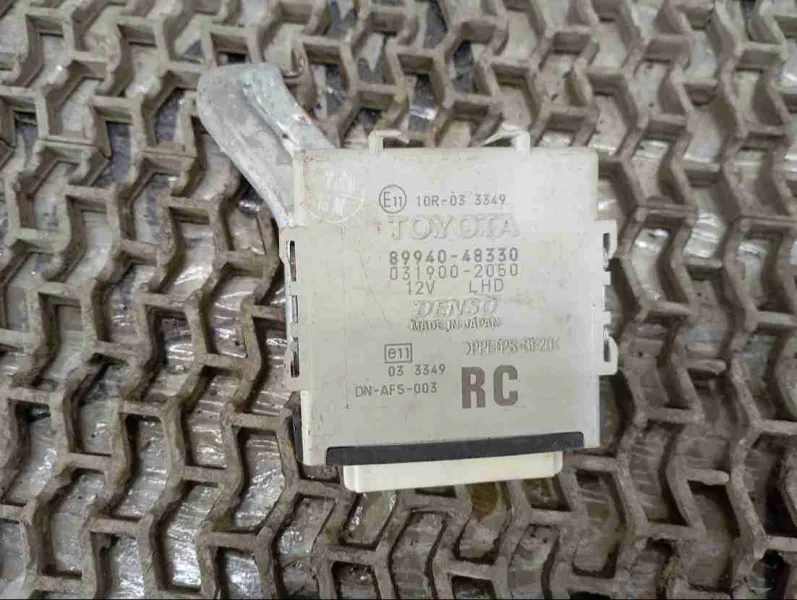 E11 10R-03 3349
TOYOTA
89940-48330
031900-2050
12V LHD
DENSO
MADE IN JAPAN
e11
03 3349
DN-AFS-003
RC